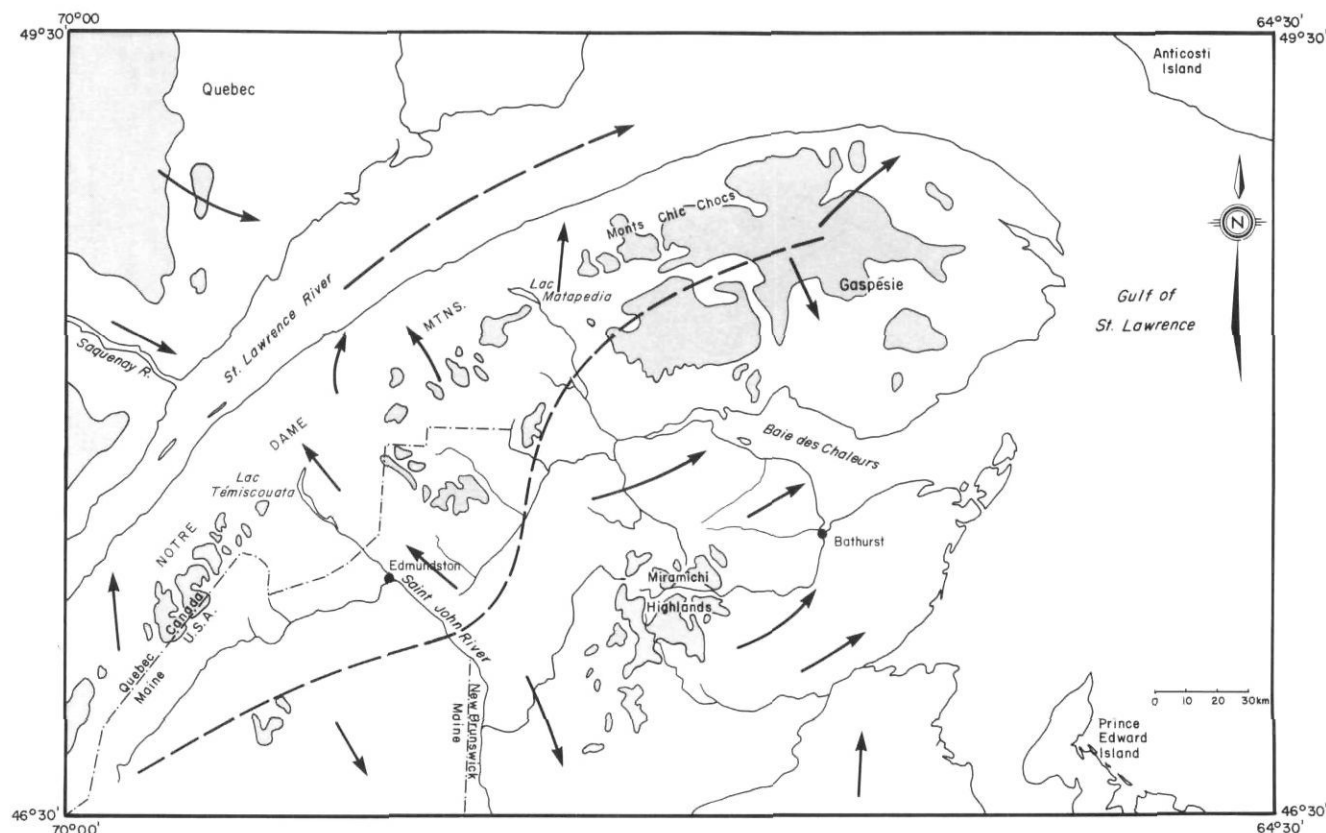 70°00'
64°30'
49°30'
49°30'
Anticosti
Island
Quebec
N
Monts Chic Chocs
Lac
Matapedia
Gaspésie
Gulf of
St. Lawrence
St. Lawrence River
MTNS.
Saquenay R.
DAME
Baie des Chaleurs
Lac
Témiscouata
NOTRE
Bathurst
Edmundston
Miramichi
Highlands
Saint John River
Canada
U.S.A.
Quebec
Maine
New Brunswick
Maine
0 10 20 30km
Prince
Edward
Island
46°30'
46°30'
70°00'
64°30'